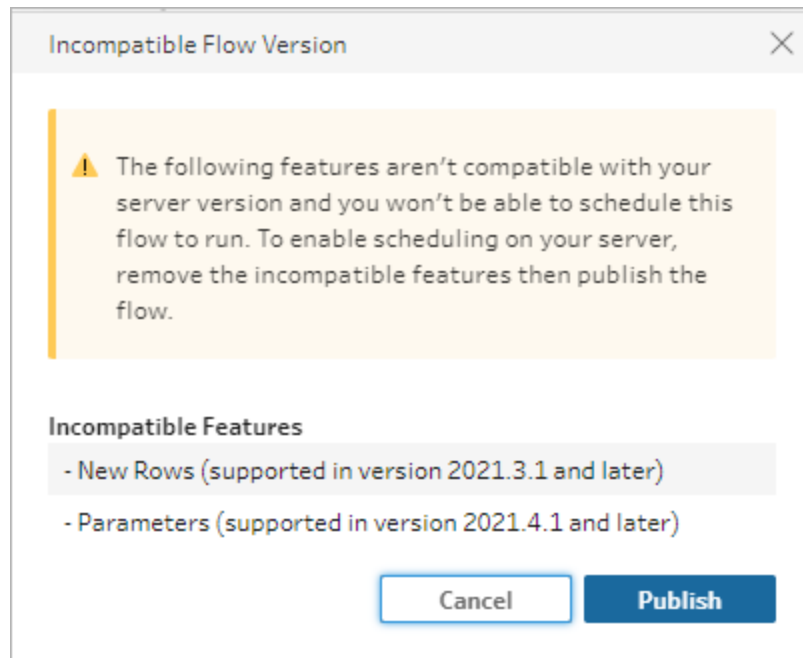 Incompatible Flow Version
The following features aren't compatible with your
server version and you won't be able to schedule this
flow to run. To enable scheduling on your server,
remove the incompatible features then publish the
flow.
Incompatible Features
- New Rows (supported in version 2021.3.1 and later)
- Parameters (supported in version 2021.4.1 and later)
Cancel
Publish